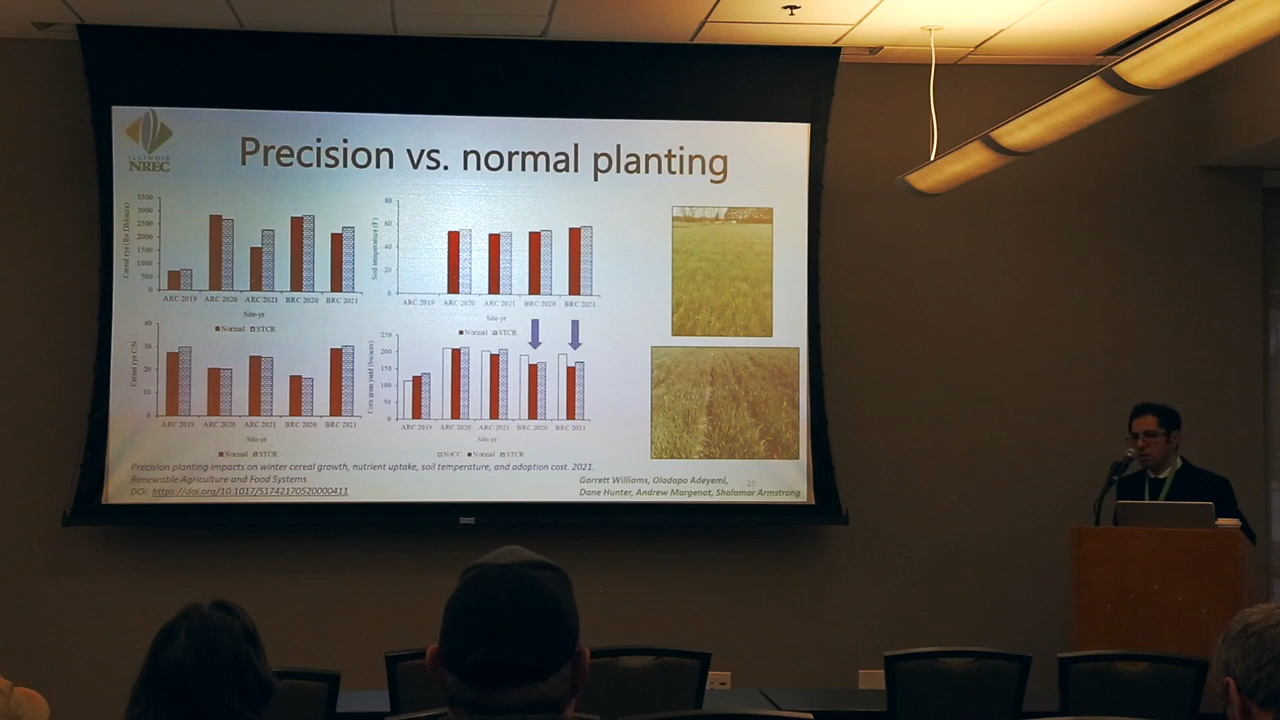 ILLINOIS
NREC
Precision vs. normal planting
Cereal rye (lbs DM/acre)
3500
3000
2500
2000
1500
1000
500
0
ARC 2019 ARC 2020 ARC 2021 BRC 2020 BRC 2021
Site-yr
Normal STCR
Soil temperature (F)
80
60
40
20
0
ARC 2019 ARC 2020 ARC 2021 BRC 2020 BRC 2021
Site-yr
Normal STCR
Cereal rye C:N
40
30
20
10
0
ARC 2019 ARC 2020 ARC 2021 BRC 2020 BRC 2021
Site-yr
Normal STCR
Corn grain yield (bu/acre)
250
200
150
100
50
0
ARC 2019 ARC 2020 ARC 2021 BRC 2020 BRC 2021
Site-yr
NoCC Normal STCR
Precision planting impacts on winter cereal growth, nutrient uptake, soil temperature, and adoption cost. 2021.
Renewable Agriculture and Food Systems
DOI: https://doi.org/10.1017/S1742170520000411
Garrett Williams, Oladapo Adeyemi,
Dane Hunter, Andrew Margenot, Shalamar Armstrong
22